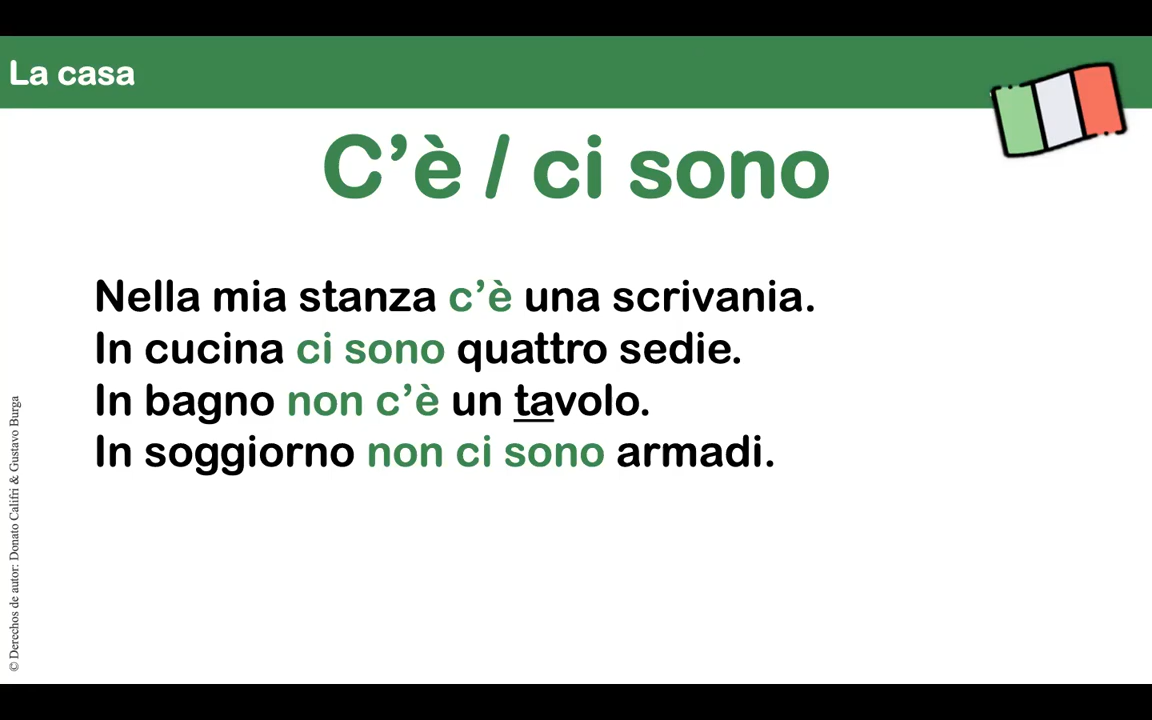 La casa
C’è / ci sono
Nella mia stanza c’è una scrivania.
In cucina ci sono quattro sedie.
In bagno non c’è un tavolo.
In soggiorno non ci sono armadi.
© Derechos de autor: Donato Califri & Gustavo Burga